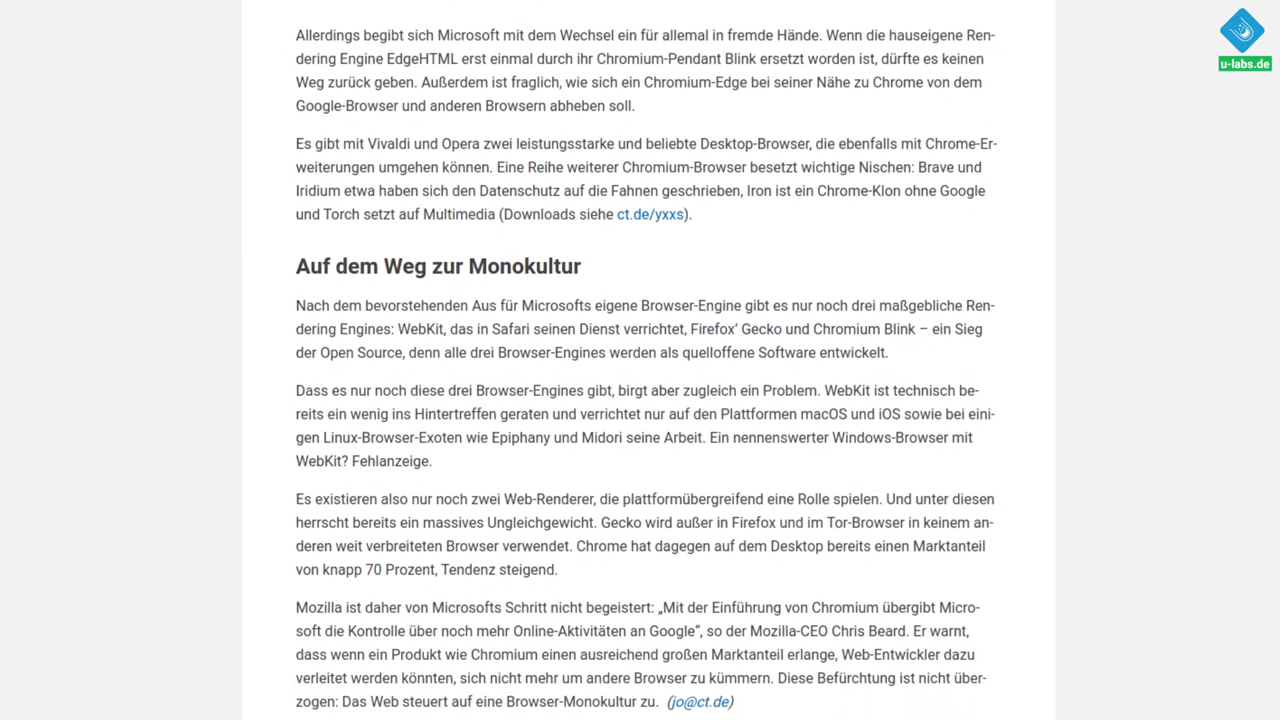 Allerdings begibt sich Microsoft mit dem Wechsel ein für allemal in fremde Hände. Wenn die hauseigene Ren-
dering Engine EdgeHTML erst einmal durch ihr Chromium-Pendant Blink ersetzt worden ist, dürfte es keinen
Weg zurück geben. Außerdem ist fraglich, wie sich ein Chromium-Edge bei seiner Nähe zu Chrome von dem
Google-Browser und anderen Browsern abheben soll.
Es gibt mit Vivaldi und Opera zwei leistungsstarke und beliebte Desktop-Browser, die ebenfalls mit Chrome-Er-
weiterungen umgehen können. Eine Reihe weiterer Chromium-Browser besetzt wichtige Nischen: Brave und
Iridium etwa haben sich den Datenschutz auf die Fahnen geschrieben, Iron ist ein Chrome-Klon ohne Google
und Torch setzt auf Multimedia (Downloads siehe ct.de/yxxs).
Auf dem Weg zur Monokultur
Nach dem bevorstehenden Aus für Microsofts eigene Browser-Engine gibt es nur noch drei maßgebliche Ren-
dering Engines: WebKit, das in Safari seinen Dienst verrichtet, Firefox’ Gecko und Chromium Blink – ein Sieg
der Open Source, denn alle drei Browser-Engines werden als quelloffene Software entwickelt.
Dass es nur noch diese drei Browser-Engines gibt, birgt aber zugleich ein Problem. WebKit ist technisch be-
reits ein wenig ins Hintertreffen geraten und verrichtet nur auf den Plattformen macOS und iOS sowie bei eini-
gen Linux-Browser-Exoten wie Epiphany und Midori seine Arbeit. Ein nennenswerter Windows-Browser mit
WebKit? Fehlanzeige.
Es existieren also nur noch zwei Web-Renderer, die plattformübergreifend eine Rolle spielen. Und unter diesen
herrscht bereits ein massives Ungleichgewicht. Gecko wird außer in Firefox und im Tor-Browser in keinem an-
deren weit verbreiteten Browser verwendet. Chrome hat dagegen auf dem Desktop bereits einen Marktanteil
von knapp 70 Prozent, Tendenz steigend.
Mozilla ist daher von Microsofts Schritt nicht begeistert: „Mit der Einführung von Chromium übergibt Micro-
soft die Kontrolle über noch mehr Online-Aktivitäten an Google“, so der Mozilla-CEO Chris Beard. Er warnt,
dass wenn ein Produkt wie Chromium einen ausreichend großen Marktanteil erlange, Web-Entwickler dazu
verleitet werden könnten, sich nicht mehr um andere Browser zu kümmern. Diese Befürchtung ist nicht über-
zogen: Das Web steuert auf eine Browser-Monokultur zu. (jo@ct.de)
u-labs.de